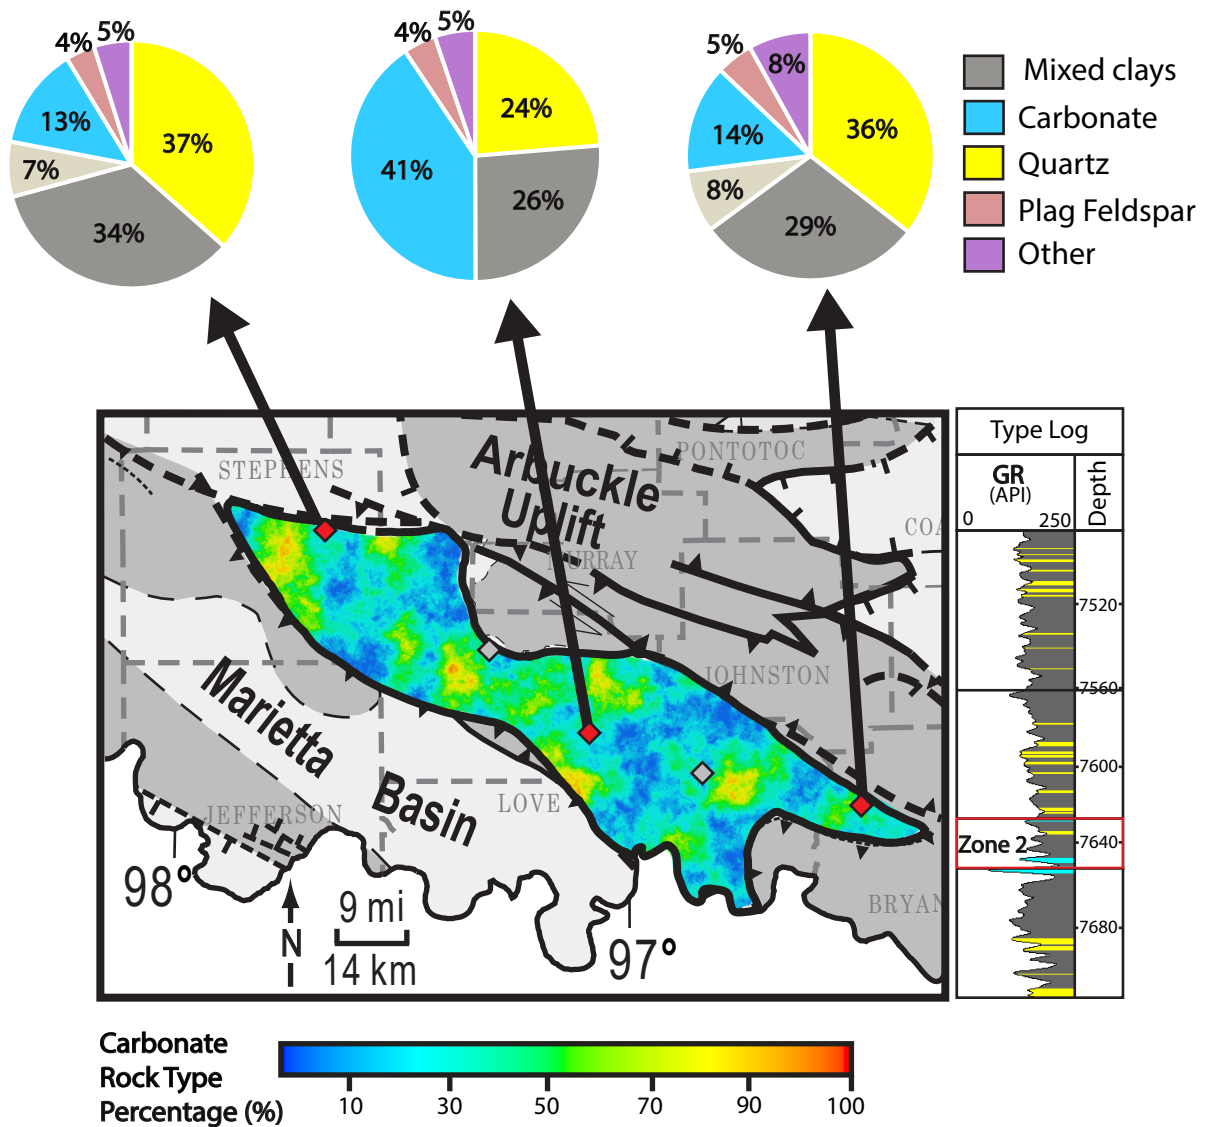 4%
5%
13%
37%
7%
34%
4%
5%
24%
41%
26%
5%
8%
14%
36%
8%
29%
Mixed clays
Carbonate
Quartz
Plag Feldspar
Other
STEPHENS
Arbuckle
Uplift
PONTOTOC
COA
MURRAY
JOHNSTON
Marietta
Basin
LOVE
JEFFERSON
BRYAN
98°
97°
N
9 mi
14 km
Type Log
GR
(API)
0
250
Depth
7520
7560
7600
Zone 2
7640
7680
Carbonate
Rock Type
Percentage (%)
10
30
50
70
90
100